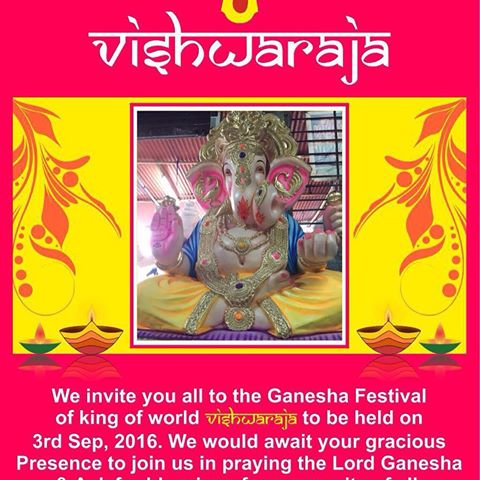 vishwaraja
We invite you all to the Ganesha Festival
of king of world vishwaraja to be held on
3rd Sep, 2016. We would await your gracious
Presence to join us in praying the Lord Ganesha